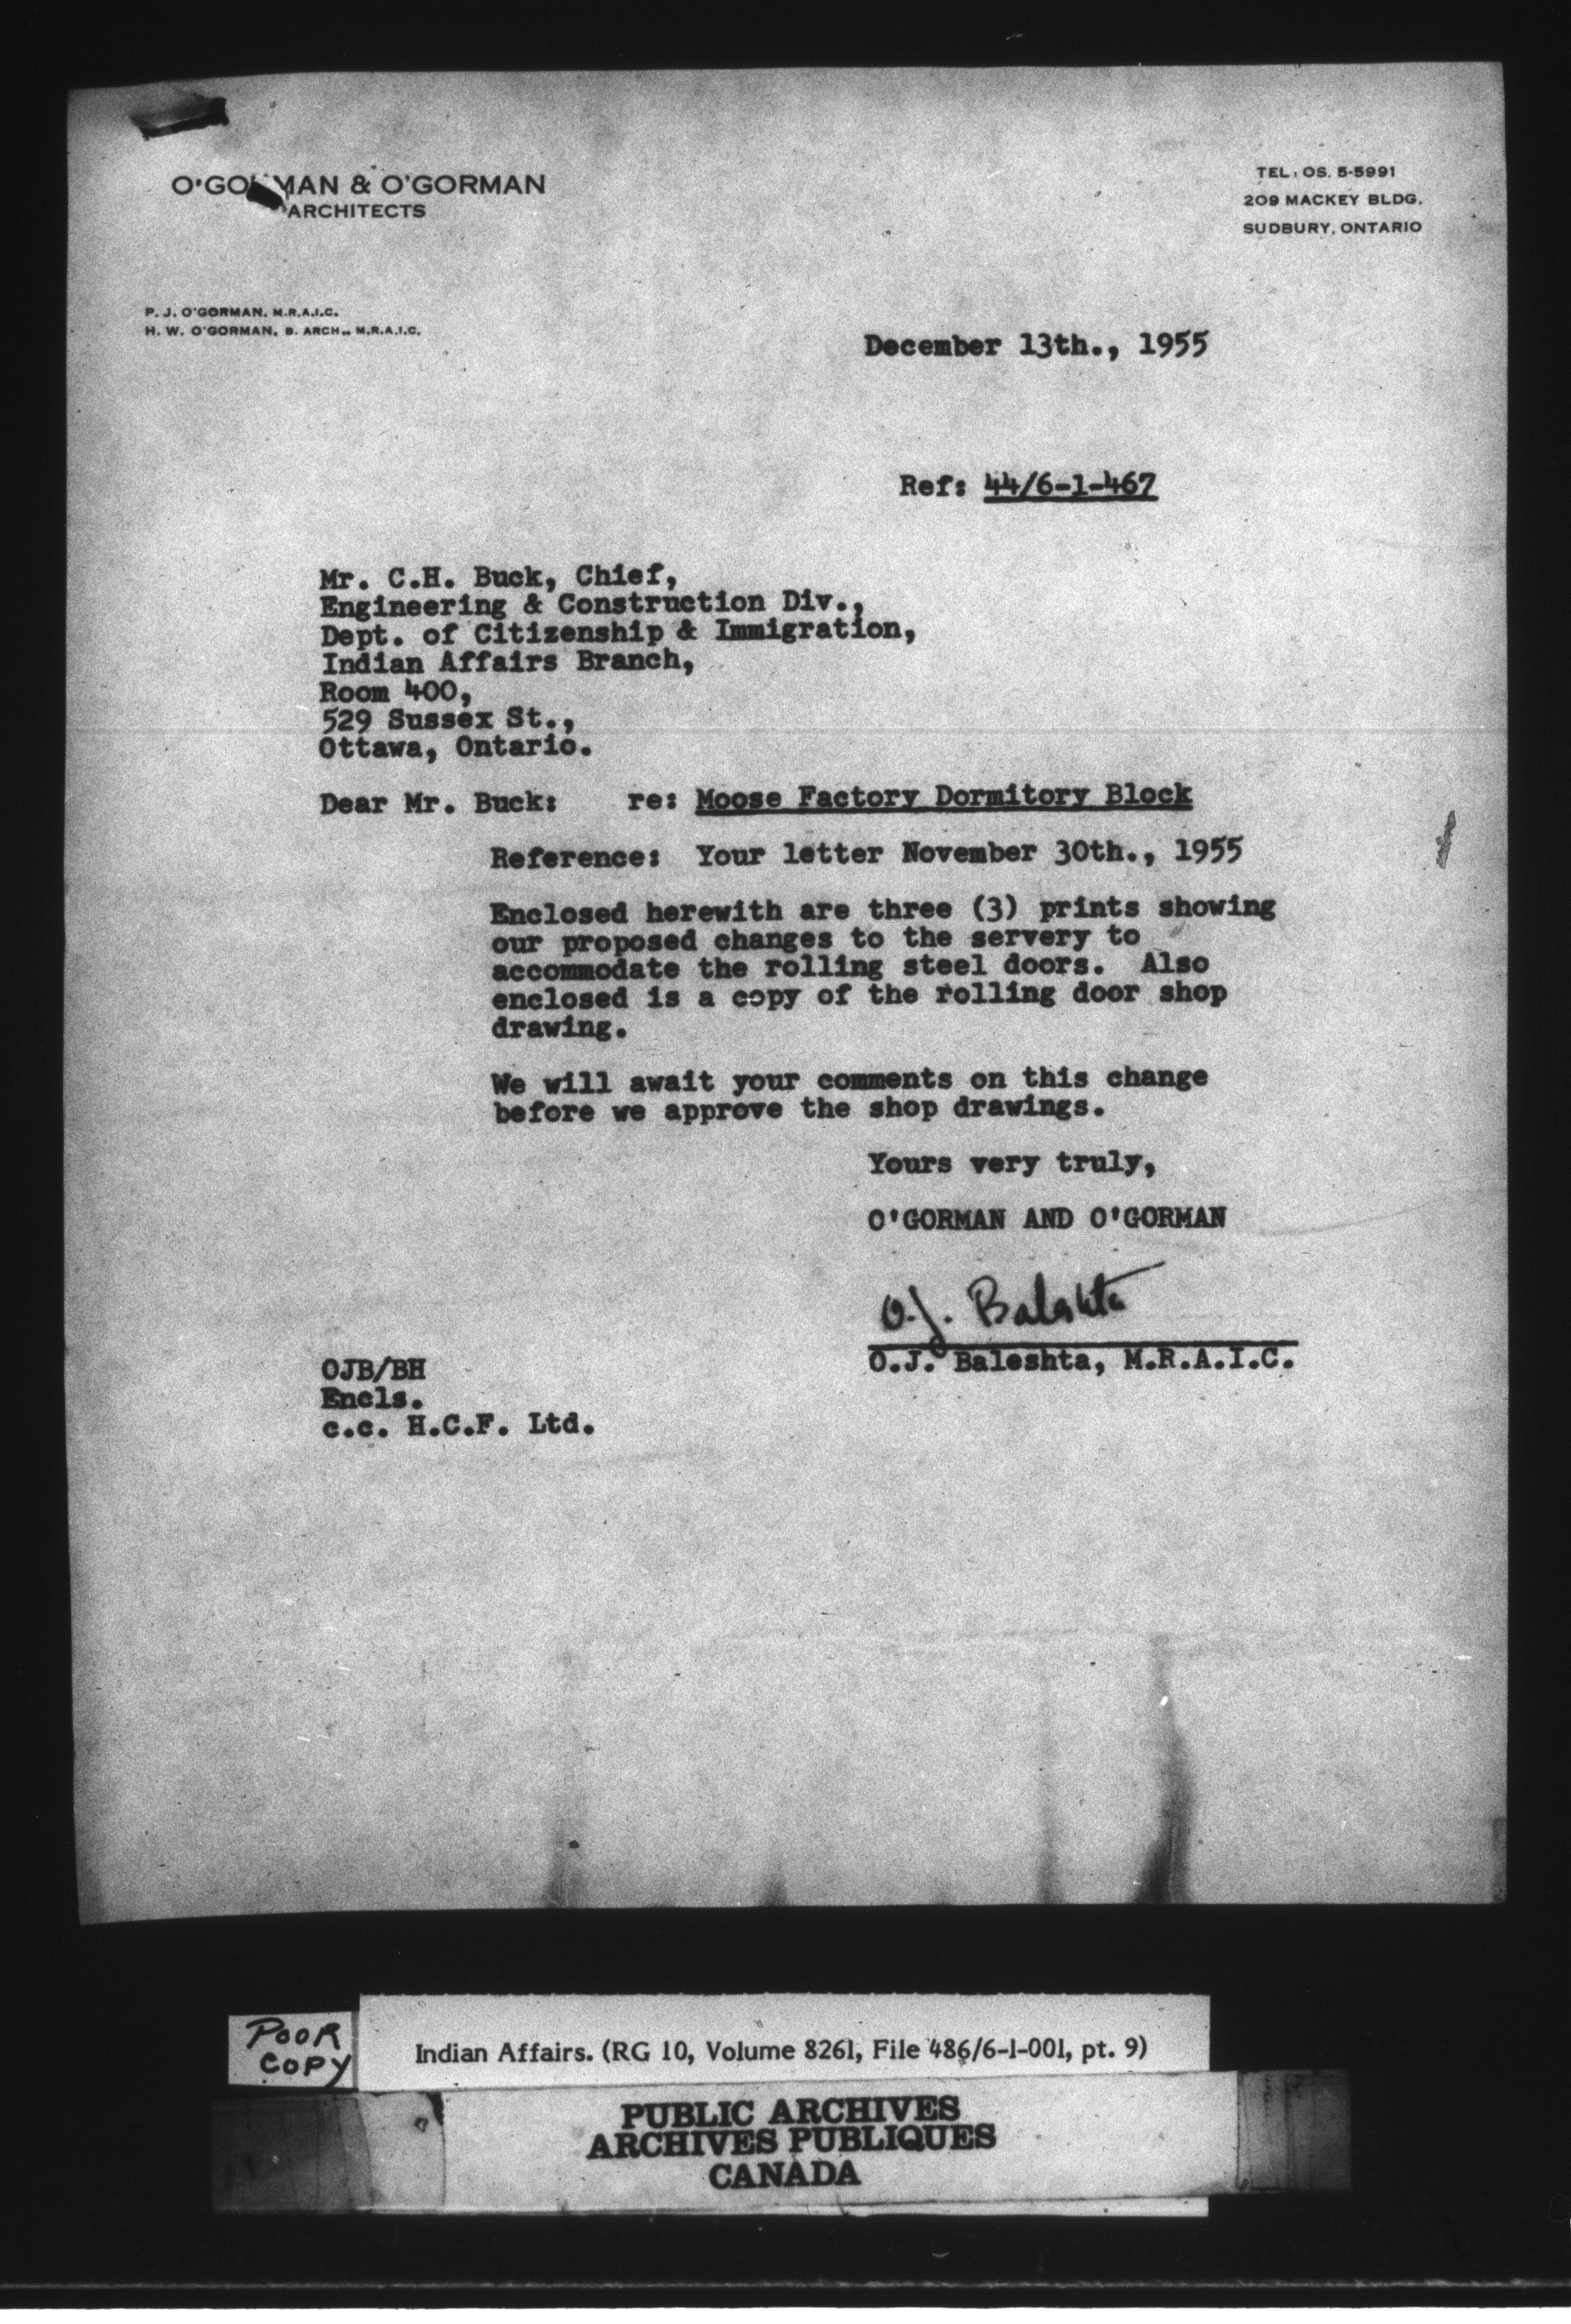 O'GORMAN & O'GORMAN
ARCHITECTS
TEL: OS. 5-5991
209 MACKEY BLDG.
SUDBURY, ONTARIO
P. J. O'GORMAN, M.R.A.I.C.
H. W. O'GORMAN, B. ARCH., M.R.A.I.C.
December 13th., 1955
Ref: 44/6-1-467
Mr. C.H. Buck, Chief,
Engineering & Construction Div.,
Dept. of Citizenship & Immigration,
Indian Affairs Branch,
Room 400,
529 Sussex St.,
Ottawa, Ontario.
Dear Mr. Buck: re: Moose Factory Dormitory Block
Reference: Your letter November 30th., 1955
Enclosed herewith are three (3) prints showing
our proposed changes to the servery to
accommodate the rolling steel doors. Also
enclosed is a copy of the rolling door shop
drawing.
We will await your comments on this change
before we approve the shop drawings.
Yours very truly,
O'GORMAN AND O'GORMAN
O.J. Baleshta
O.J. Baleshta, M.R.A.I.C.
OJB/BH
Encls.
c.c. H.C.F. Ltd.
POOR
COPY
Indian Affairs. (RG 10, Volume 8261, File 486/6-1-001, pt. 9)
PUBLIC ARCHIVES
ARCHIVES PUBLIQUES
CANADA